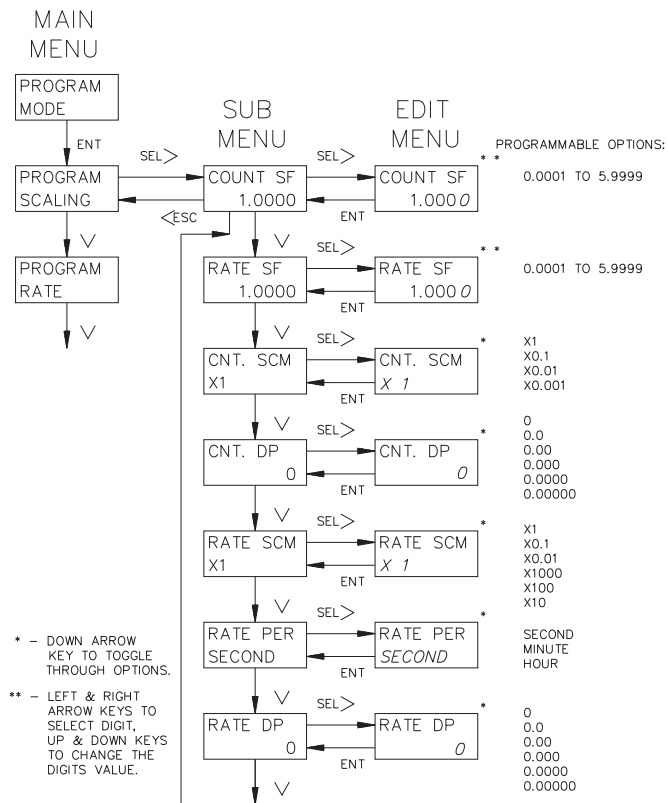 MAIN
MENU
PROGRAM
MODE
ENT
PROGRAM
SCALING
PROGRAM
RATE
SUB
MENU
EDIT
MENU
PROGRAMMABLE OPTIONS:
SEL>
COUNT SF
1.0000
SEL>
ENT
COUNT SF
1.0000
* *
0.0001 TO 5.9999
<ESC
RATE SF
1.0000
SEL>
ENT
RATE SF
1.0000
* *
0.0001 TO 5.9999
CNT. SCM
X1
SEL>
ENT
CNT. SCM
X 1
*
X1
X0.1
X0.01
X0.001
CNT. DP
0
SEL>
ENT
CNT. DP
0
*
0
0.0
0.00
0.000
0.0000
0.00000
RATE SCM
X1
SEL>
ENT
RATE SCM
X 1
*
X1
X0.1
X0.01
X1000
X100
X10
RATE PER
SECOND
SEL>
ENT
RATE PER
SECOND
*
SECOND
MINUTE
HOUR
RATE DP
0
SEL>
ENT
RATE DP
0
*
0
0.0
0.00
0.000
0.0000
0.00000
* – DOWN ARROW
KEY TO TOGGLE
THROUGH OPTIONS.
** – LEFT & RIGHT
ARROW KEYS TO
SELECT DIGIT,
UP & DOWN KEYS
TO CHANGE THE
DIGITS VALUE.